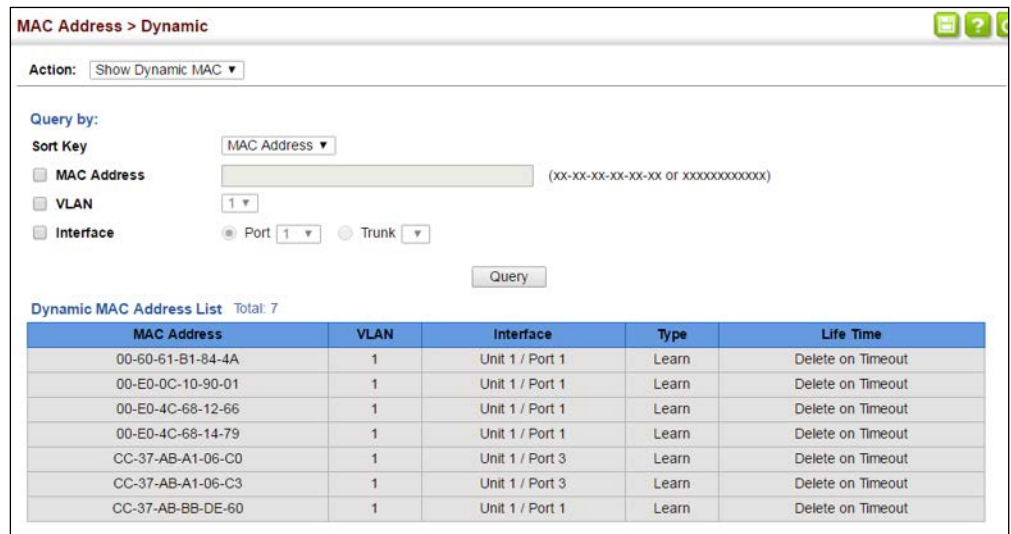 MAC Address > Dynamic
?
Action: Show Dynamic MAC
Query by:
Sort Key MAC Address
MAC Address (xx-xx-xx-xx-xx-xx or xxxxxxxxxxxx)
VLAN 1
Interface Port 1 Trunk
Query
Dynamic MAC Address List Total: 7
MAC Address VLAN Interface Type Life Time
00-60-61-B1-84-4A 1 Unit 1 / Port 1 Learn Delete on Timeout
00-E0-0C-10-90-01 1 Unit 1 / Port 1 Learn Delete on Timeout
00-E0-4C-68-12-66 1 Unit 1 / Port 1 Learn Delete on Timeout
00-E0-4C-68-14-79 1 Unit 1 / Port 1 Learn Delete on Timeout
CC-37-AB-A1-06-C0 1 Unit 1 / Port 3 Learn Delete on Timeout
CC-37-AB-A1-06-C3 1 Unit 1 / Port 3 Learn Delete on Timeout
CC-37-AB-BB-DE-60 1 Unit 1 / Port 1 Learn Delete on Timeout